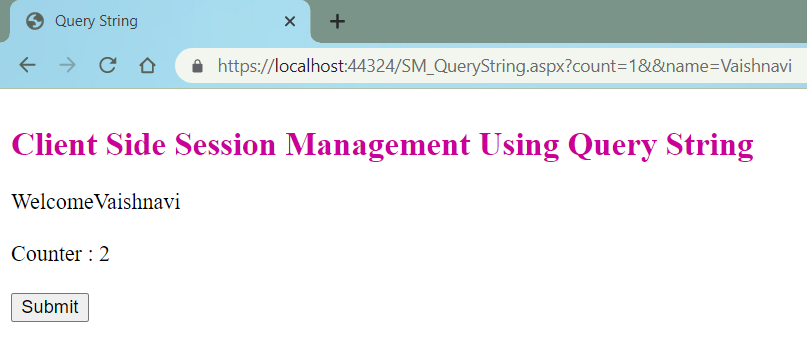 Query String
https://localhost:44324/SM_QueryString.aspx?count=1&&name=Vaishnavi
Client Side Session Management Using Query String
WelcomeVaishnavi
Counter : 2
Submit